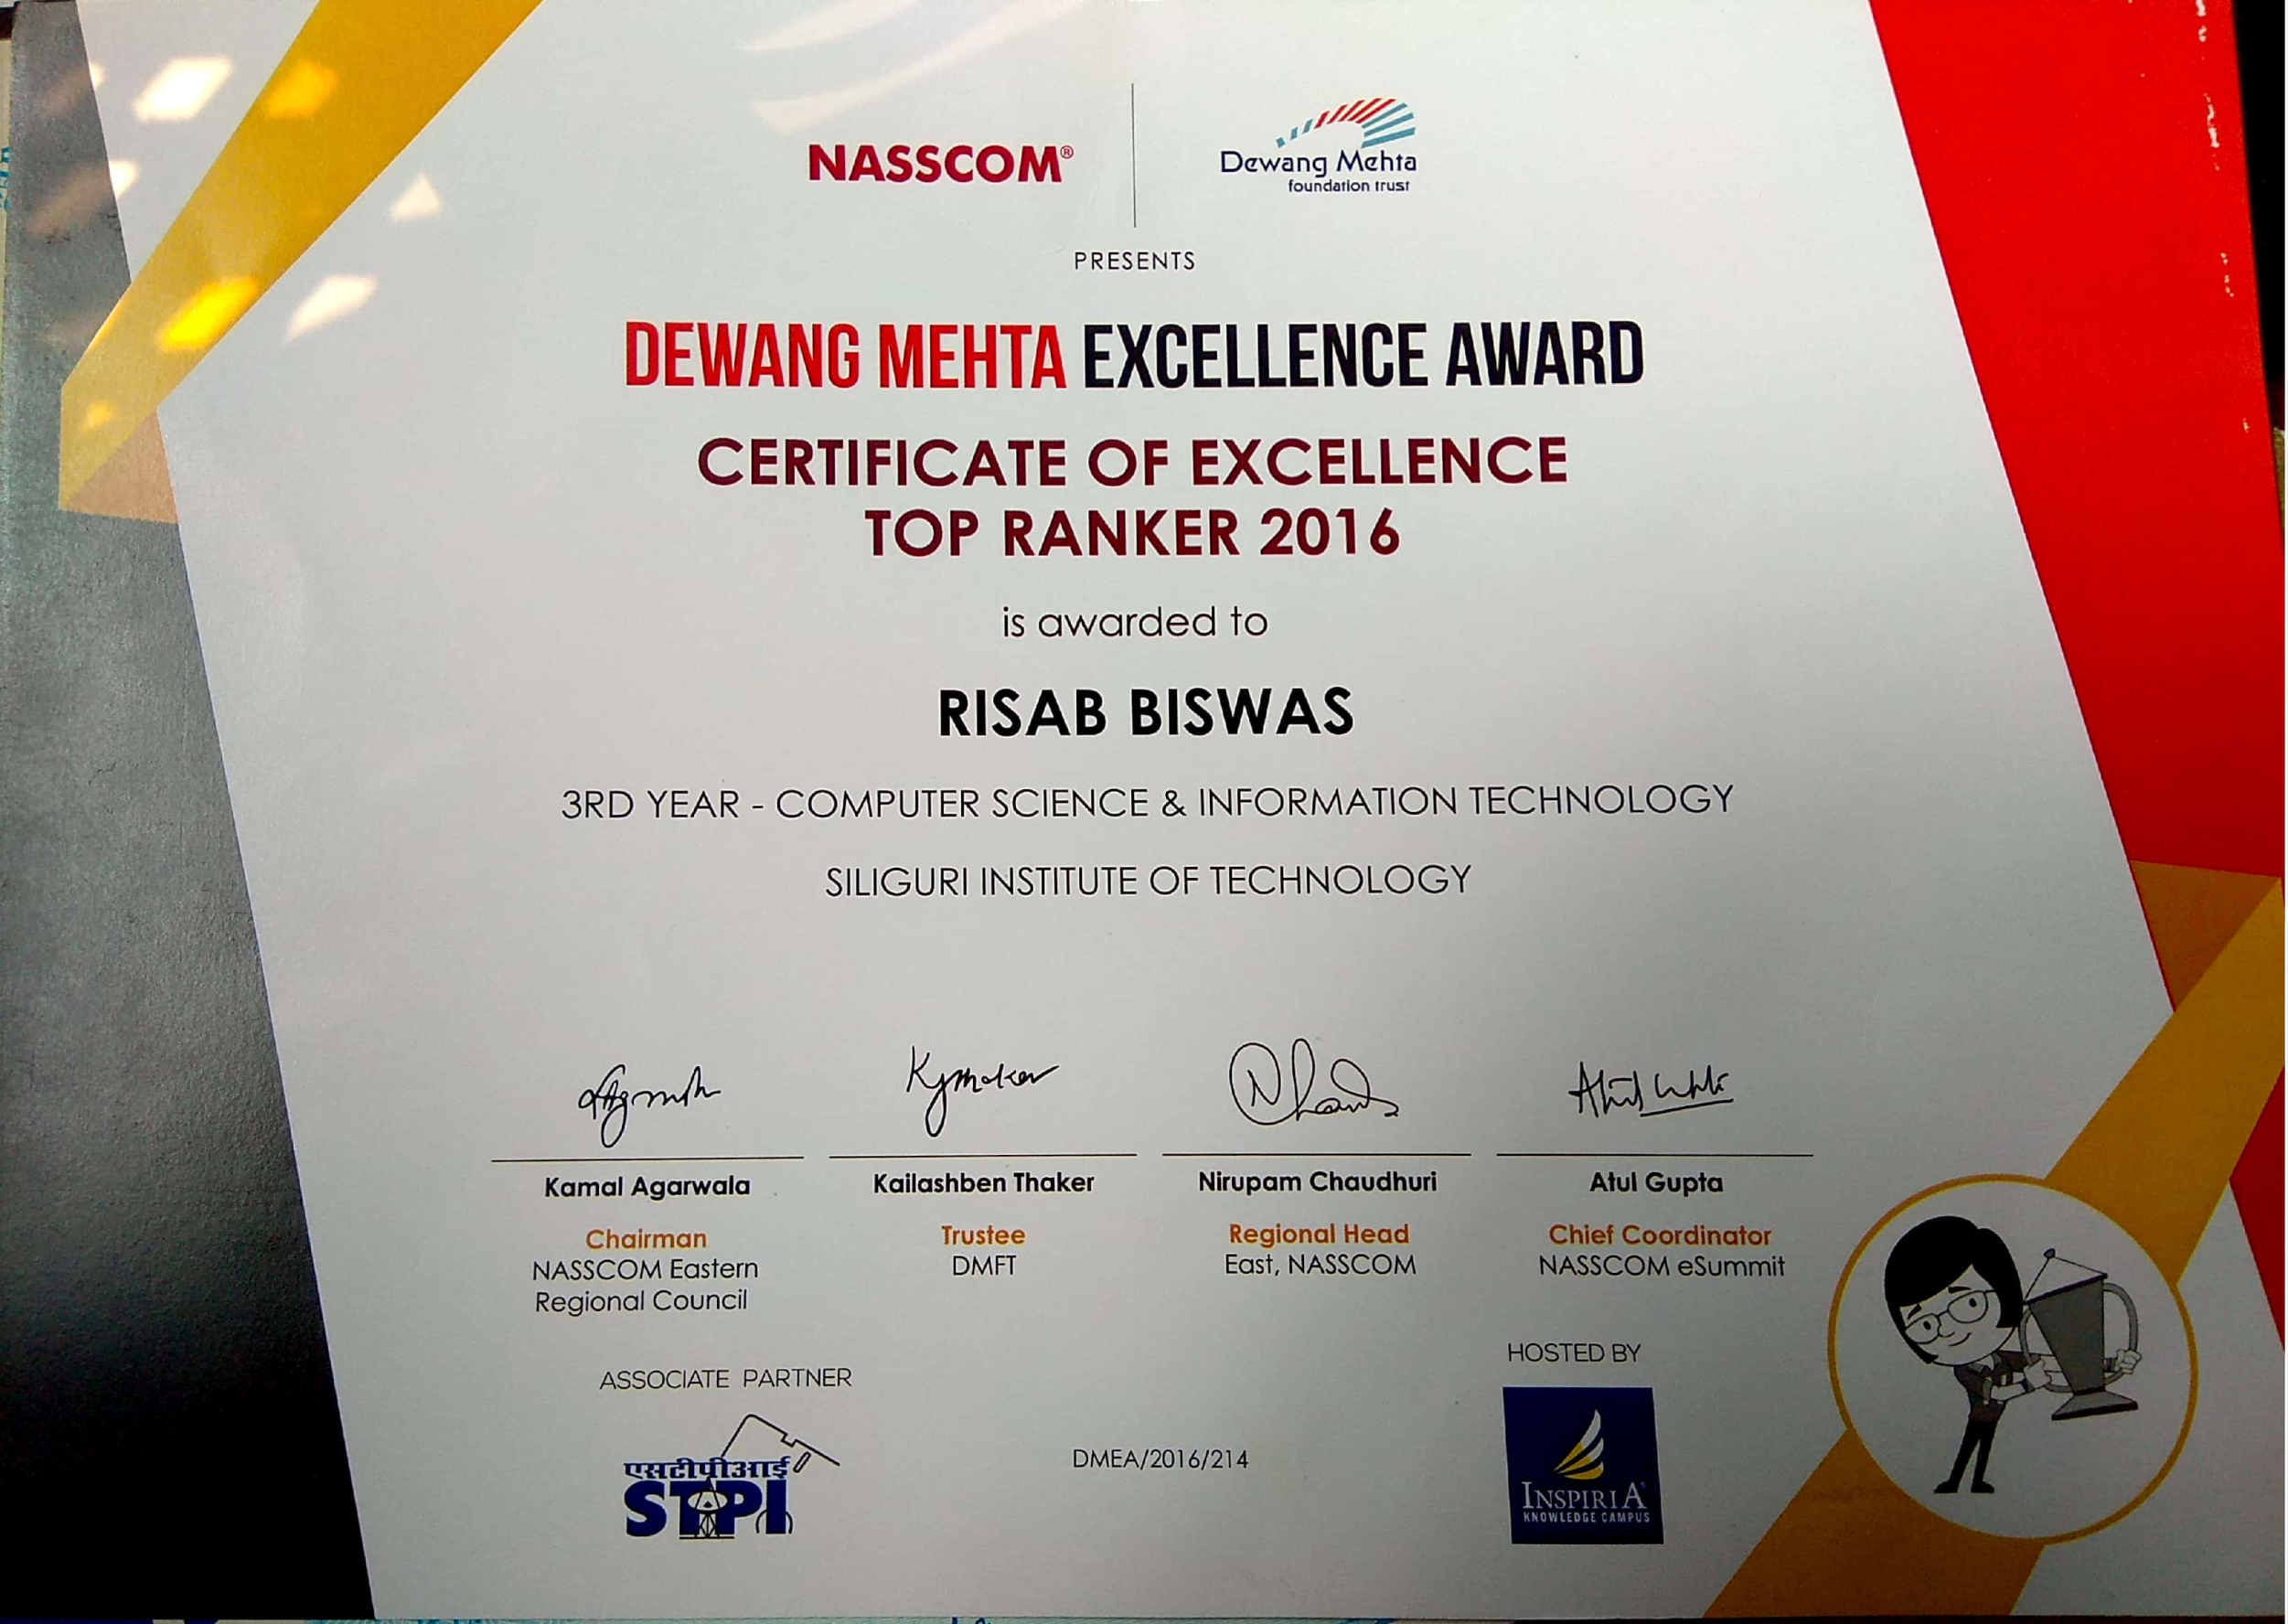 NASSCOM®
Dewang Mehta
foundation trust
PRESENTS
DEWANG MEHTA EXCELLENCE AWARD
CERTIFICATE OF EXCELLENCE
TOP RANKER 2016
is awarded to
RISAB BISWAS
3RD YEAR - COMPUTER SCIENCE & INFORMATION TECHNOLOGY
SILIGURI INSTITUTE OF TECHNOLOGY
Kamal Agarwala
Chairman
NASSCOM Eastern
Regional Council
Kailashben Thaker
Trustee
DMFT
Nirupam Chaudhuri
Regional Head
East, NASSCOM
Atul Gupta
Chief Coordinator
NASSCOM eSummit
ASSOCIATE PARTNER
एसटीपीआई
STPI
DMEA/2016/214
HOSTED BY
INSPIRIA
KNOWLEDGE CAMPUS